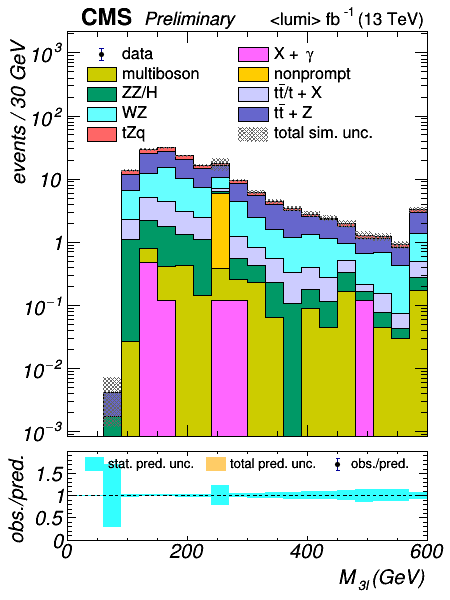 CMS Preliminary <lumi> fb⁻¹ (13 TeV)
events / 30 GeV
10³
10²
10
1
10⁻¹
10⁻²
10⁻³
data
multiboson
ZZ/H
WZ
tZq
X + γ
nonprompt
tt̄/t + X
tt̄ + Z
total sim. unc.
obs./pred.
1.5
1
0.5
0
stat. pred. unc.
total pred. unc.
obs./pred.
0 200 400 600
M₃ₗ (GeV)